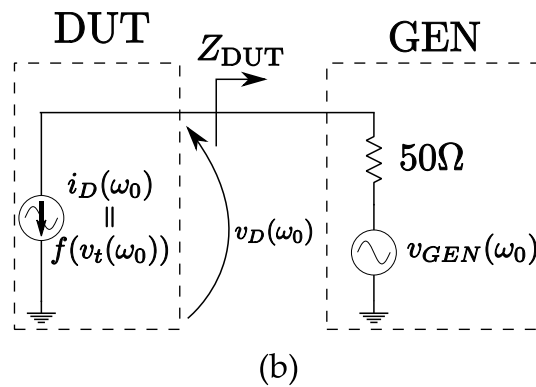 DUT
GEN
Z_DUT
50Ω
i_D(ω_0)
=
f(v_t(ω_0))
v_D(ω_0)
v_GEN(ω_0)
(b)